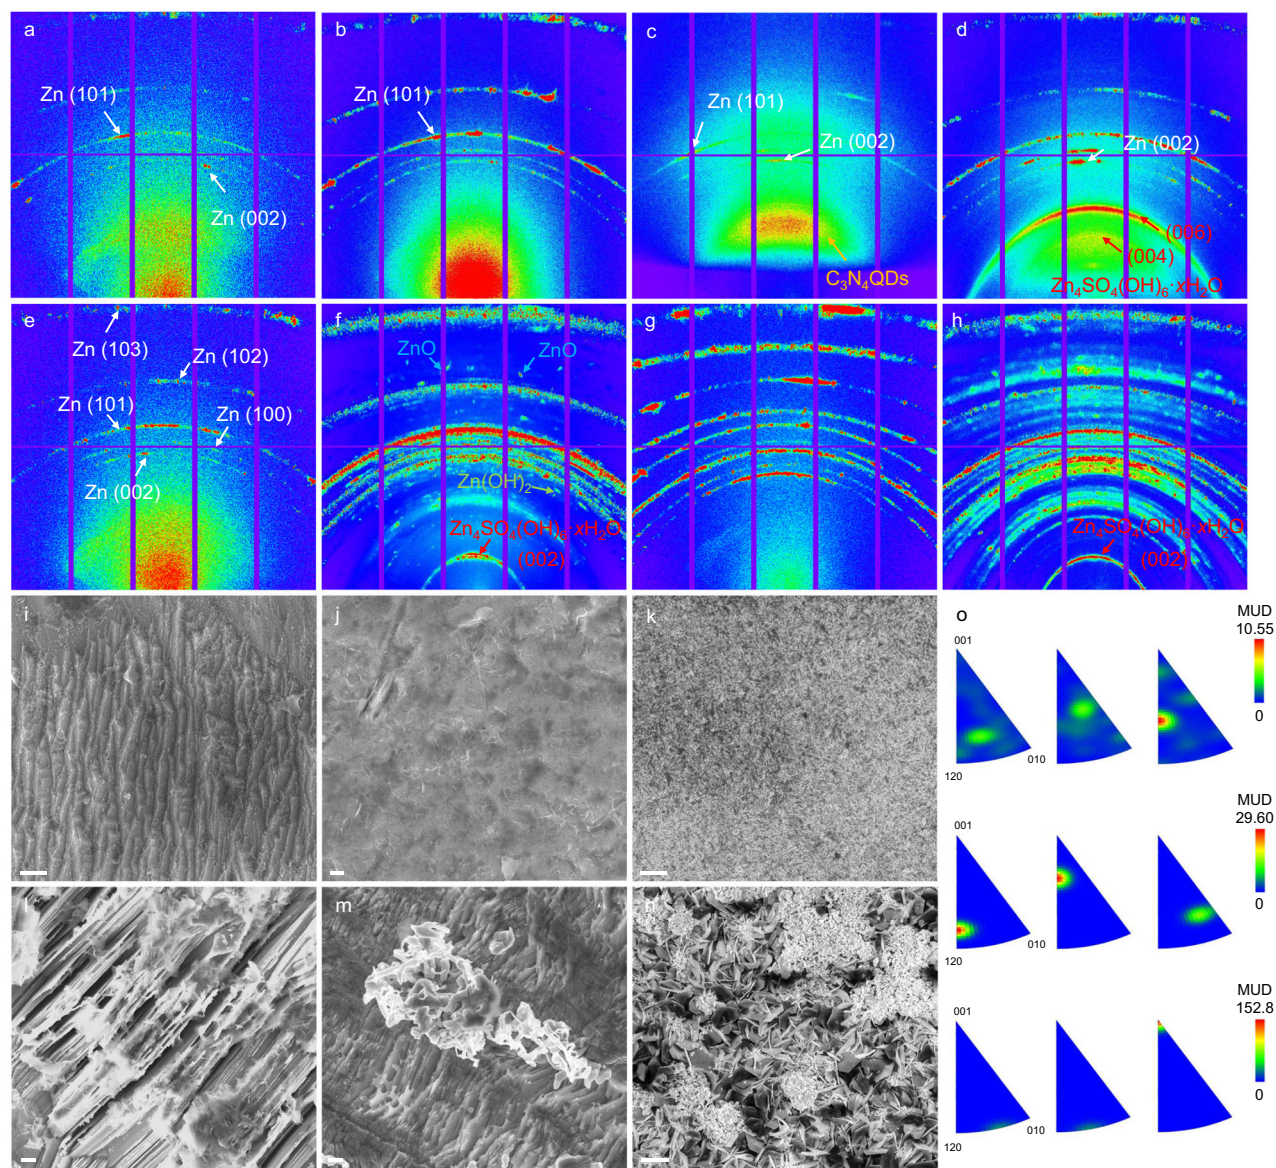 a
Zn (101)
Zn (002)
b
Zn (101)
c
Zn (101)
Zn (002)
C₃N₄QDs
d
Zn (002)
(006)
(004)
Zn₄SO₄(OH)₆·xH₂O
e
Zn (103)
Zn (102)
Zn (101)
Zn (100)
Zn (002)
f
ZnO
ZnO
Zn(OH)₂
Zn₄SO₄(OH)₆·xH₂O
(002)
g
h
Zn₄SO₄(OH)₆·xH₂O
(002)
i
j
k
l
m
n
o
MUD
10.55
0
001
120
010
MUD
29.60
0
001
120
010
MUD
152.8
0
001
120
010